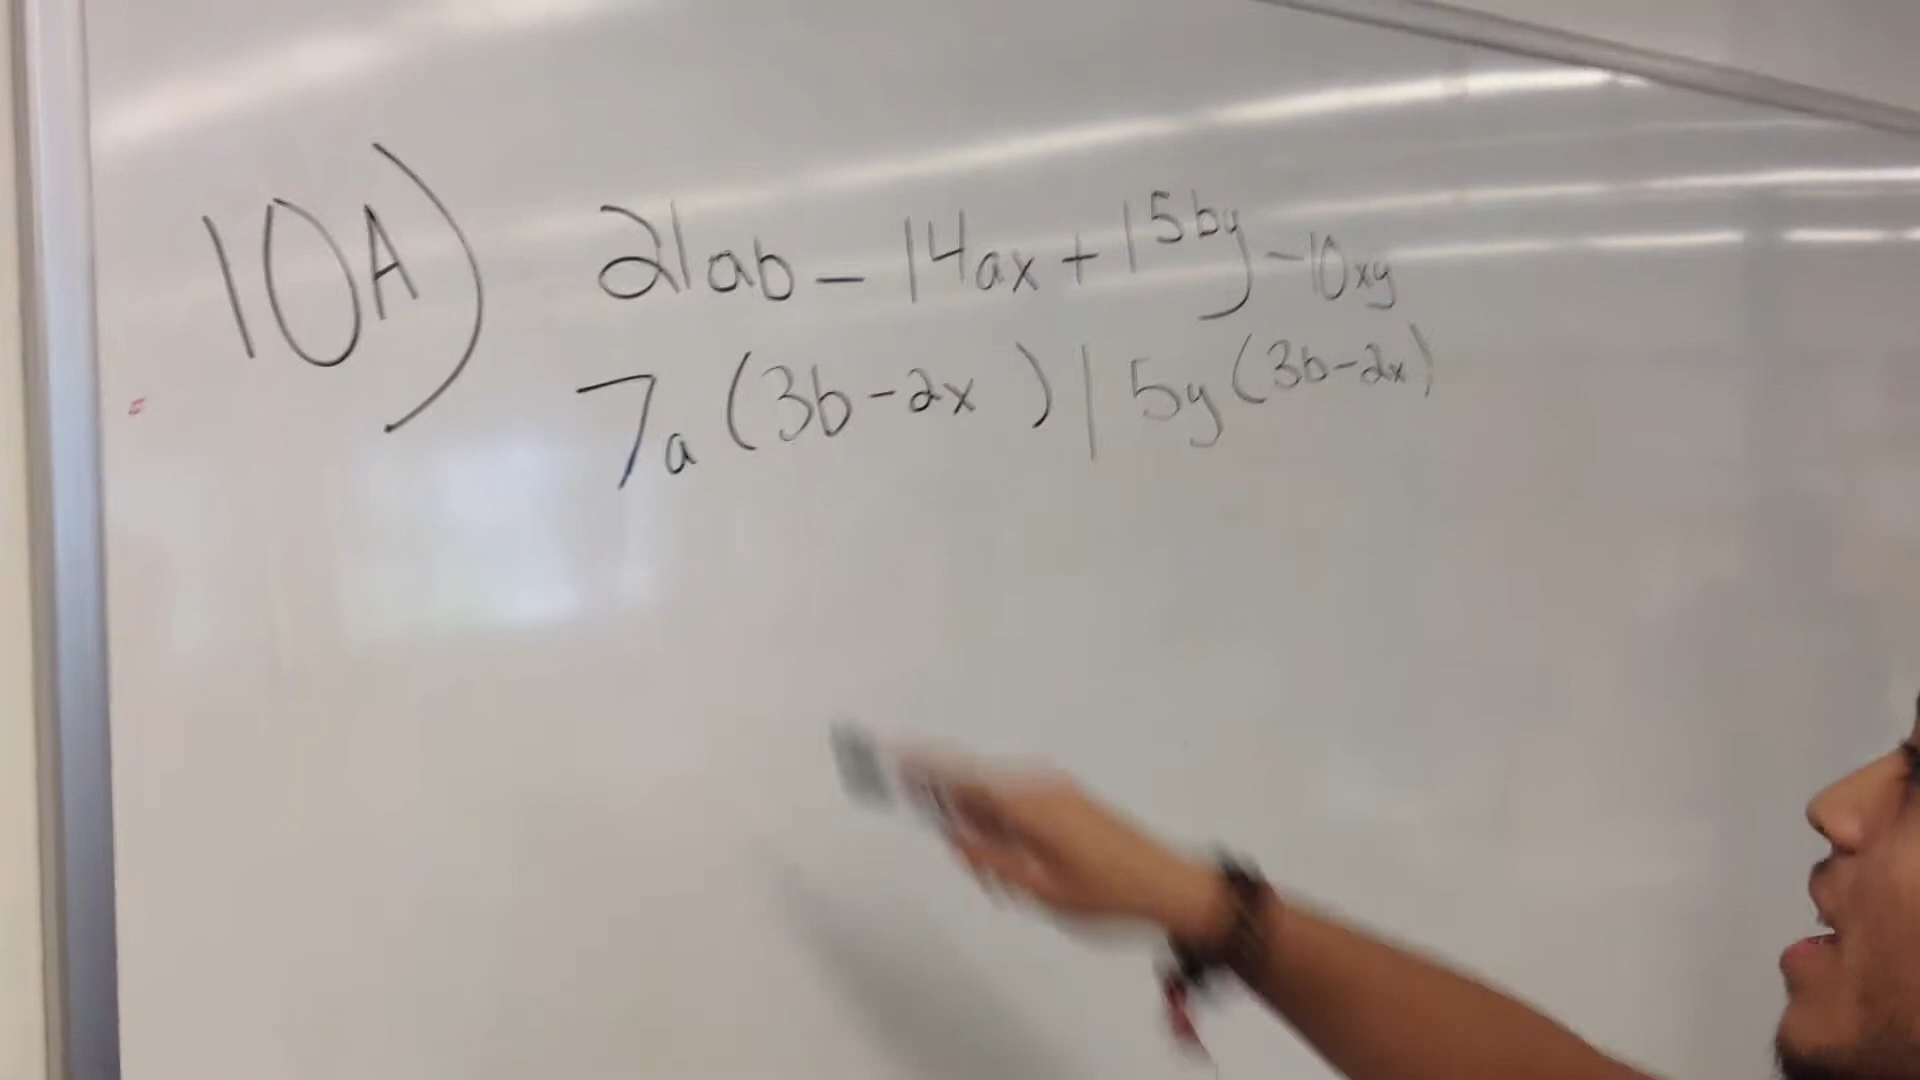 10A) 21ab - 14ax + 15by - 10xy
7a (3b - 2x) | 5y (3b - 2x)